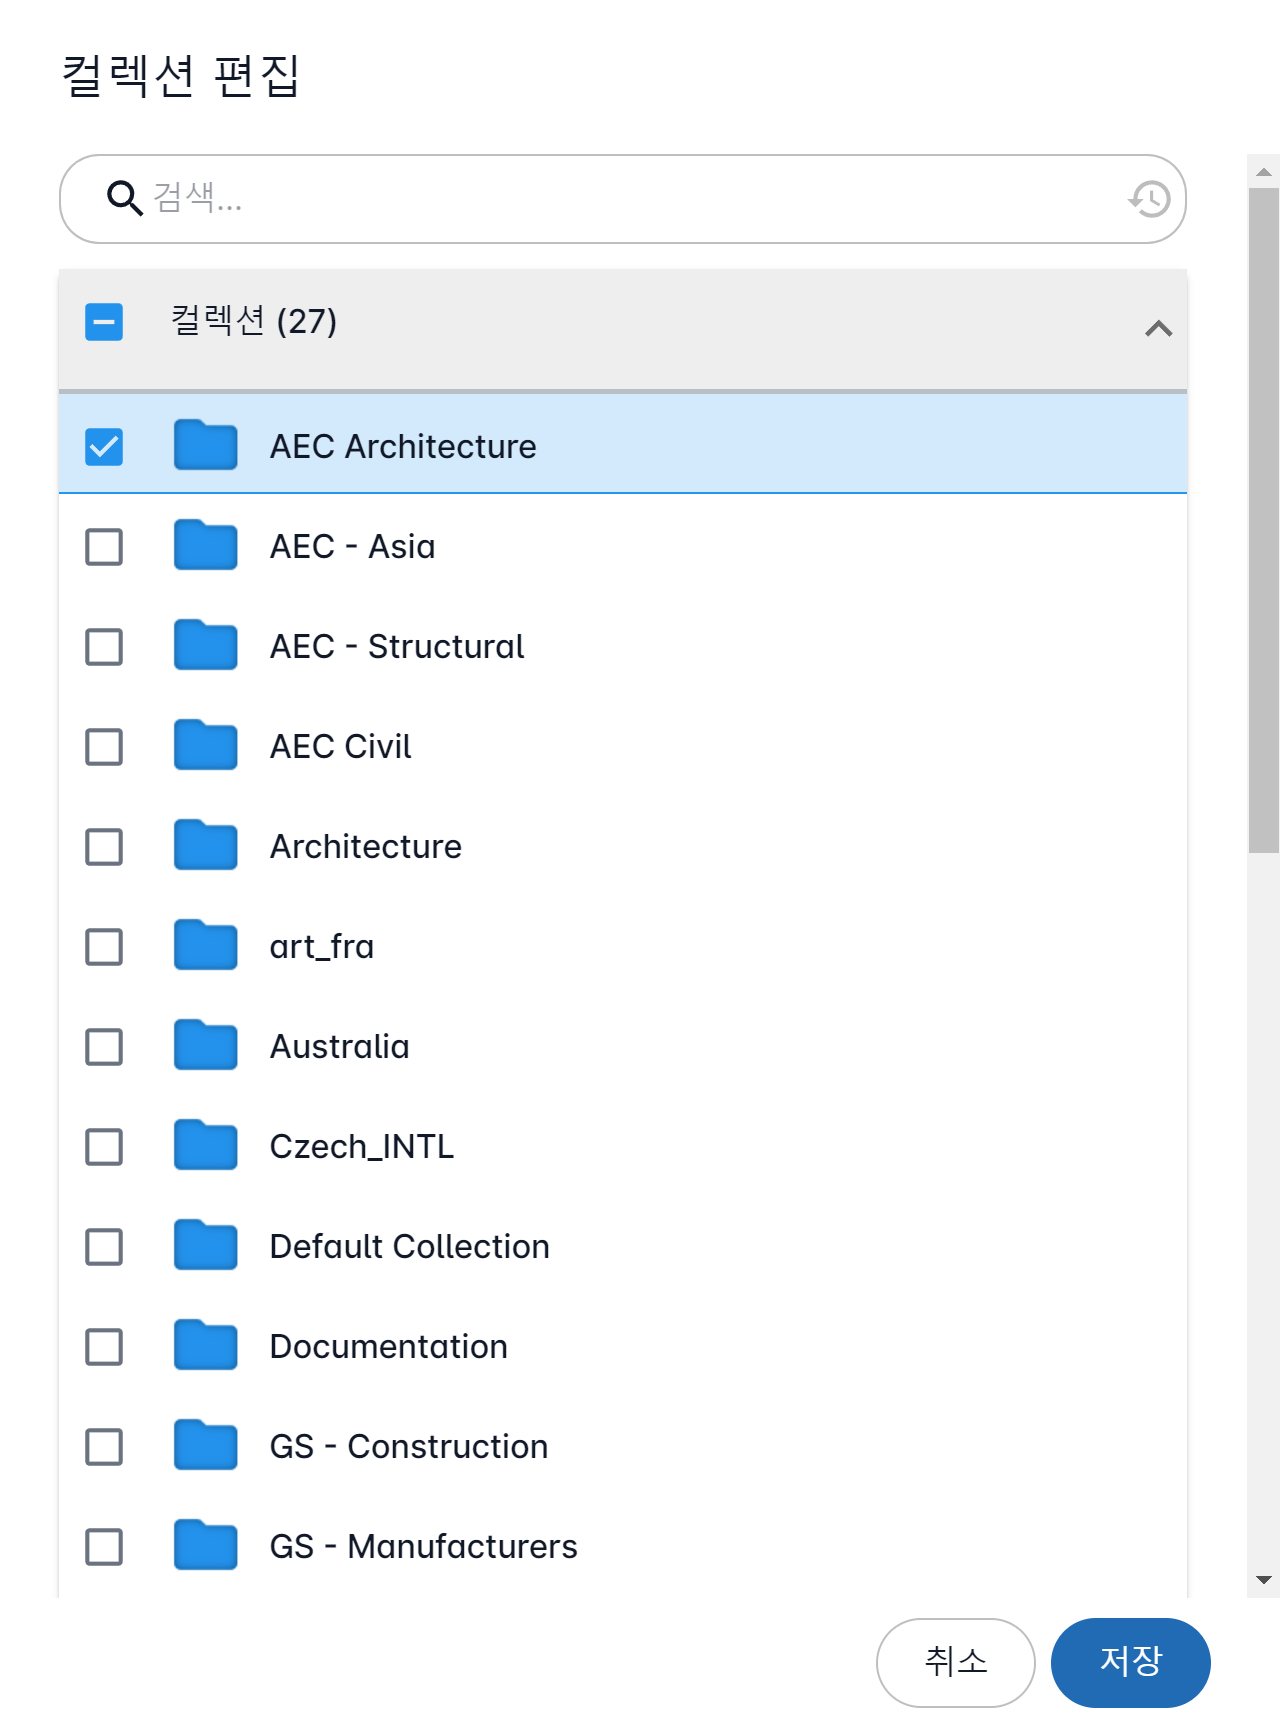 컬렉션 편집
검색...
컬렉션 (27)
AEC Architecture
AEC - Asia
AEC - Structural
AEC Civil
Architecture
art_fra
Australia
Czech_INTL
Default Collection
Documentation
GS - Construction
GS - Manufacturers
취소 저장